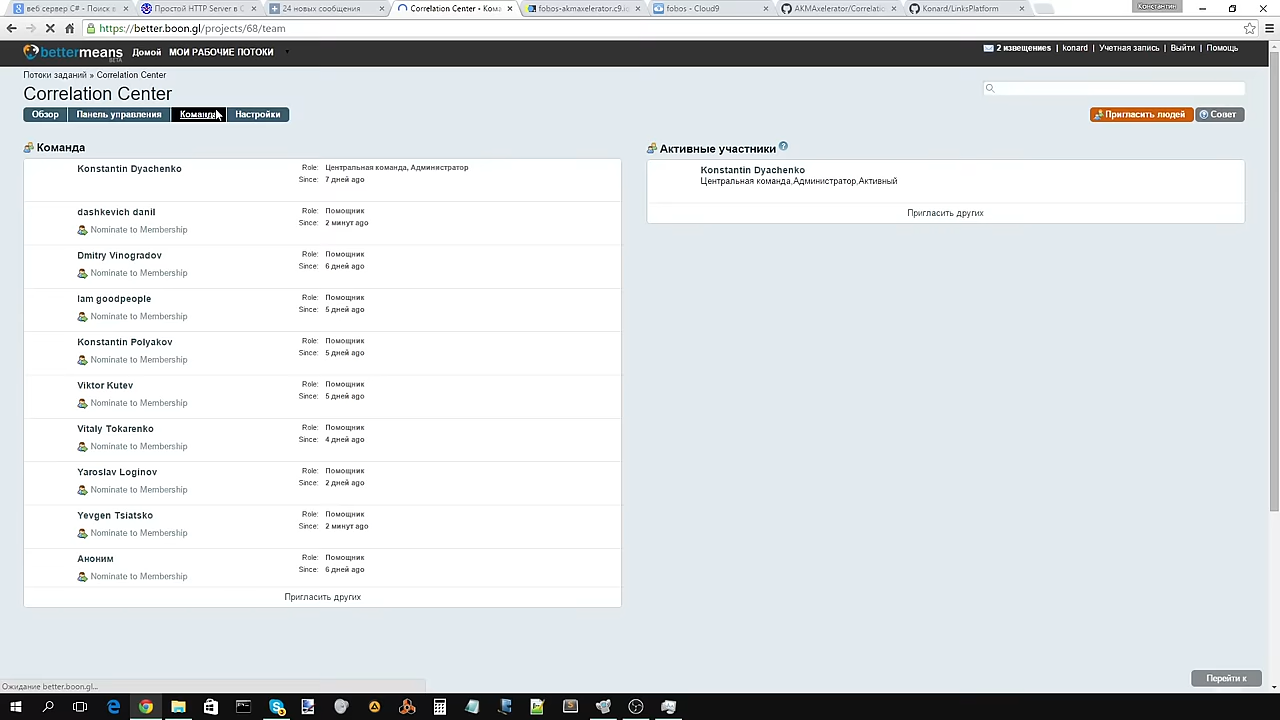 веб сервер C# - Поиск в
Простой HTTP Server в C
24 новых сообщения
Correlation Center - Кома
fobos-akmaxelerator.c9.io
fobos - Cloud9
AKMAxelerator/Correlatio
Konard/LinksPlatform
Константин
https://better.boon.gl/projects/68/team
bettermeans
BETA
Домой
МОИ РАБОЧИЕ ПОТОКИ
2 извещениes | konard | Учетная запись | Выйти | Помощь
Потоки заданий » Correlation Center
Correlation Center
Обзор
Панель управления
Команда
Настройки
Пригласить людей
Совет
Команда
Konstantin Dyachenko
Role: Центральная команда, Администратор
Since: 7 дней ago
dashkevich danil
Role: Помощник
Since: 2 минут ago
Nominate to Membership
Dmitry Vinogradov
Role: Помощник
Since: 6 дней ago
Nominate to Membership
Iam goodpeople
Role: Помощник
Since: 5 дней ago
Nominate to Membership
Konstantin Polyakov
Role: Помощник
Since: 5 дней ago
Nominate to Membership
Viktor Kutev
Role: Помощник
Since: 5 дней ago
Nominate to Membership
Vitaly Tokarenko
Role: Помощник
Since: 4 дней ago
Nominate to Membership
Yaroslav Loginov
Role: Помощник
Since: 2 дней ago
Nominate to Membership
Yevgen Tsiatsko
Role: Помощник
Since: 2 минут ago
Nominate to Membership
Аноним
Role: Помощник
Since: 6 дней ago
Nominate to Membership
Пригласить других
Активные участники
Konstantin Dyachenko
Центральная команда,Администратор,Активный
Пригласить других
Перейти к
Ожидание better.boon.gl...